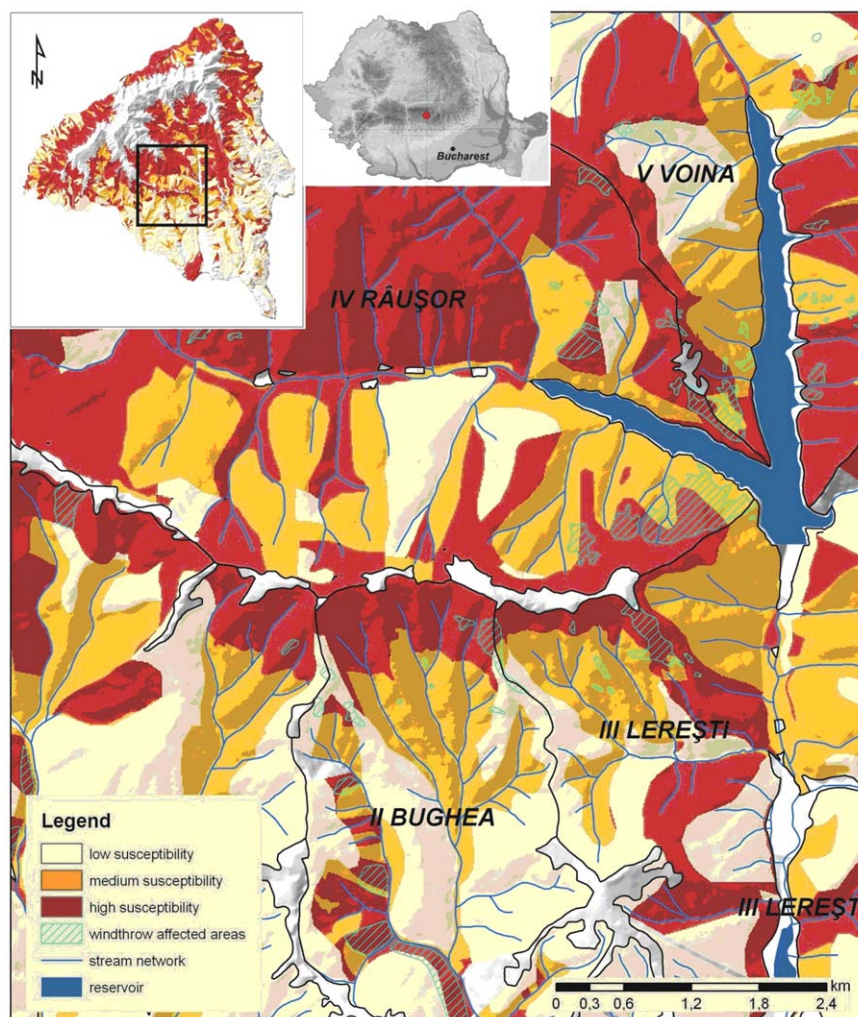 N
Bucharest
V VOINA
IV RÂUŞOR
III LEREŞTI
II BUGHEA
III LEREŞT
Legend
low susceptibility
medium susceptibility
high susceptibility
windthrow affected areas
stream network
reservoir
km
0 0,3 0,6 1,2 1,8 2,4